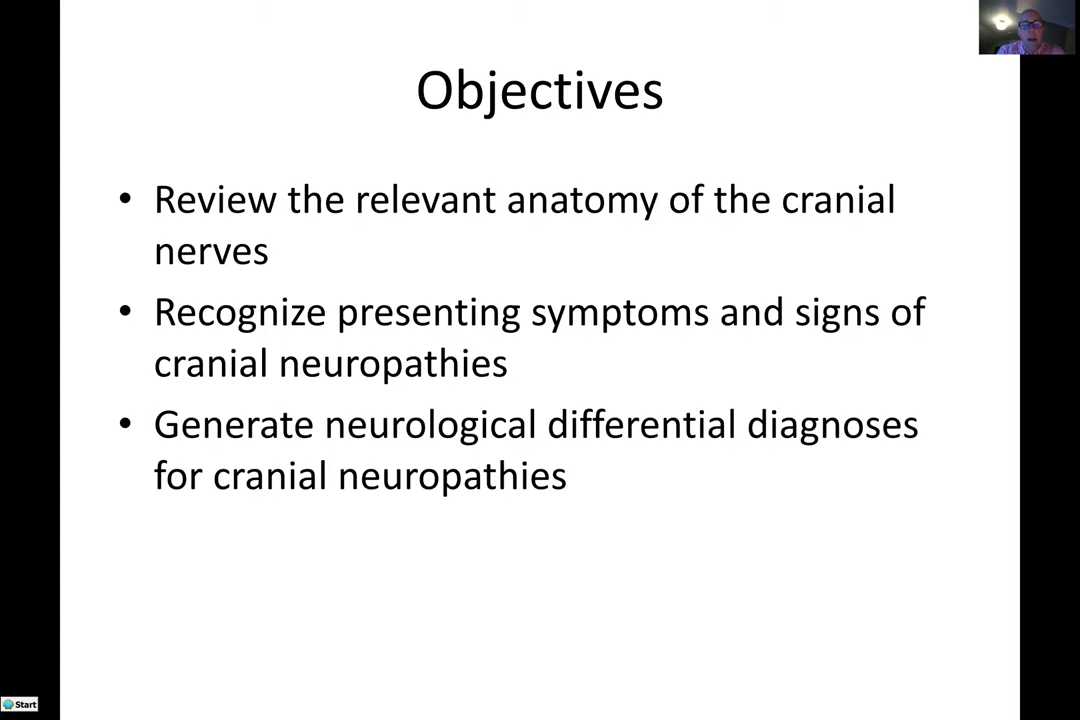 Objectives
• Review the relevant anatomy of the cranial
nerves
• Recognize presenting symptoms and signs of
cranial neuropathies
• Generate neurological differential diagnoses
for cranial neuropathies
Start